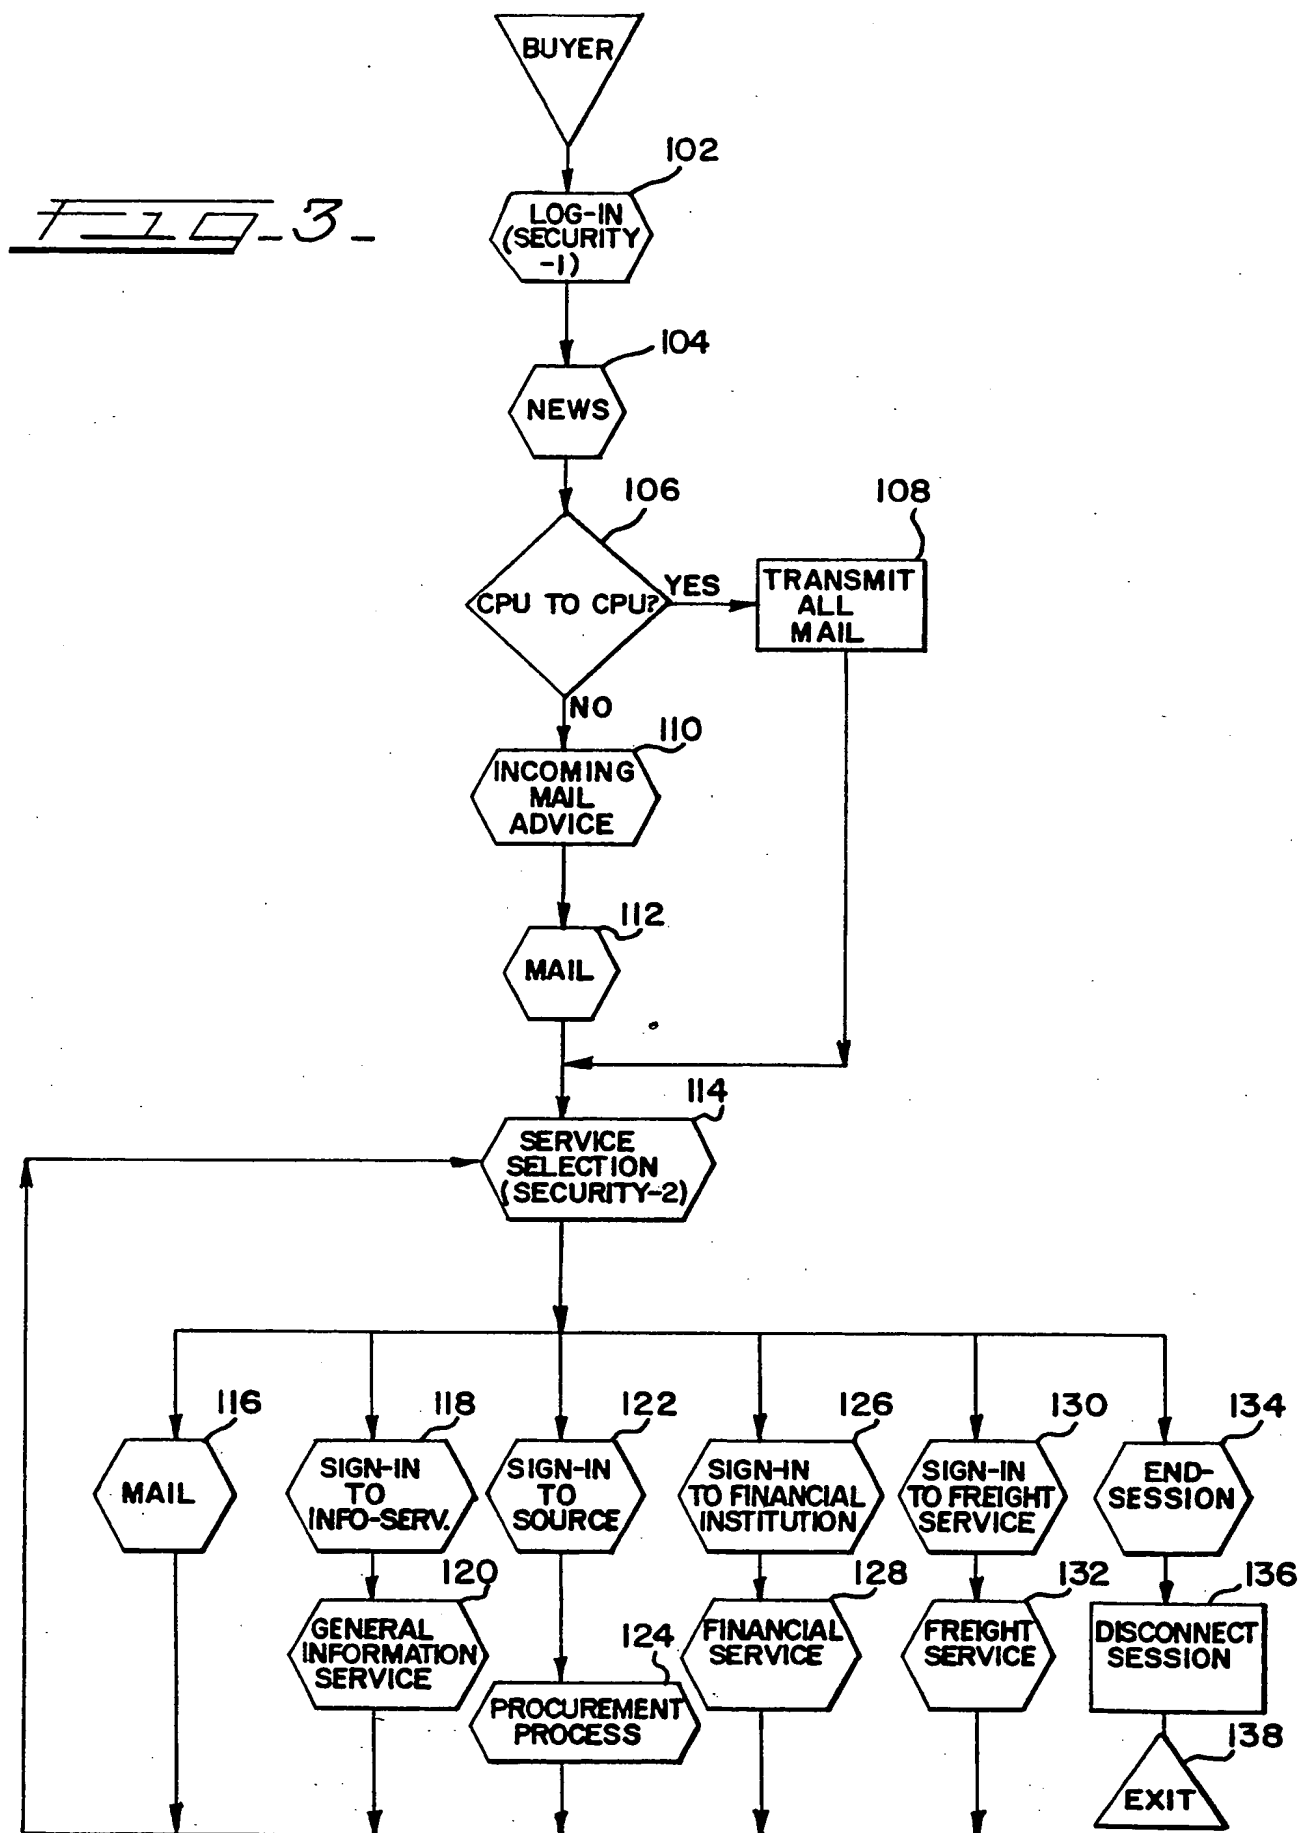 BUYER
102
LOG-IN
(SECURITY
-1)
Fig-3-
104
NEWS
106
108
CPU TO CPU?
YES
TRANSMIT
ALL
MAIL
NO
110
INCOMING
MAIL
ADVICE
112
MAIL
114
SERVICE
SELECTION
(SECURITY-2)
116
118
122
126
130
134
MAIL
SIGN-IN
TO
INFO-SERV.
SIGN-IN
TO
SOURCE
SIGN-IN
TO FINANCIAL
INSTITUTION
SIGN-IN
TO FREIGHT
SERVICE
END-
SESSION
120
124
128
132
136
GENERAL
INFORMATION
SERVICE
PROCUREMENT
PROCESS
FINANCIAL
SERVICE
FREIGHT
SERVICE
DISCONNECT
SESSION
138
EXIT